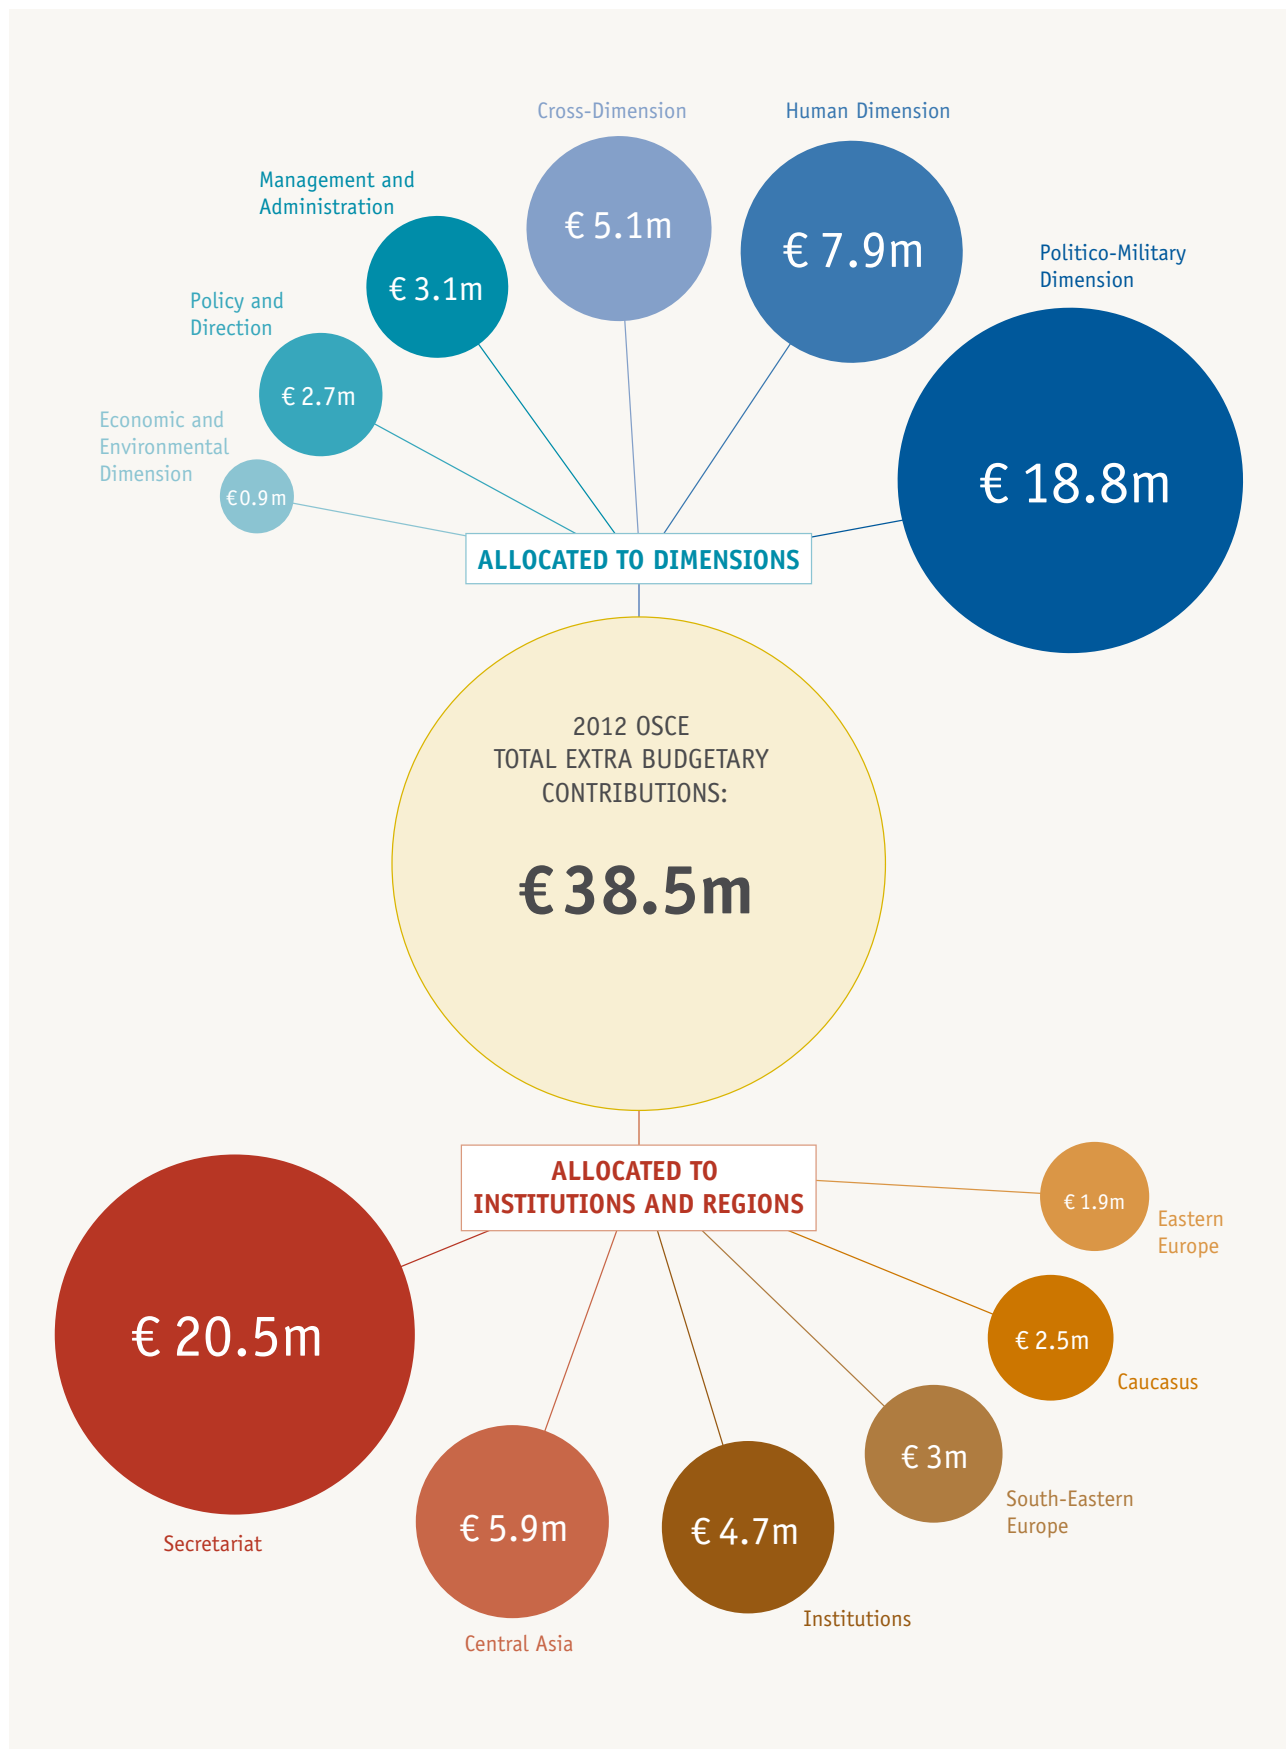 Cross-Dimension
Human Dimension
€ 5.1m
€ 7.9m
Management and
Administration
€ 3.1m
Politico-Military
Dimension
€ 18.8m
Policy and
Direction
€ 2.7m
Economic and
Environmental
Dimension
€0.9m
ALLOCATED TO DIMENSIONS
2012 OSCE
TOTAL EXTRA BUDGETARY
CONTRIBUTIONS:
€38.5m
ALLOCATED TO
INSTITUTIONS AND REGIONS
€ 1.9m
Eastern
Europe
€ 2.5m
Caucasus
€ 3m
South-Eastern
Europe
€ 4.7m
Institutions
€ 5.9m
Central Asia
€ 20.5m
Secretariat